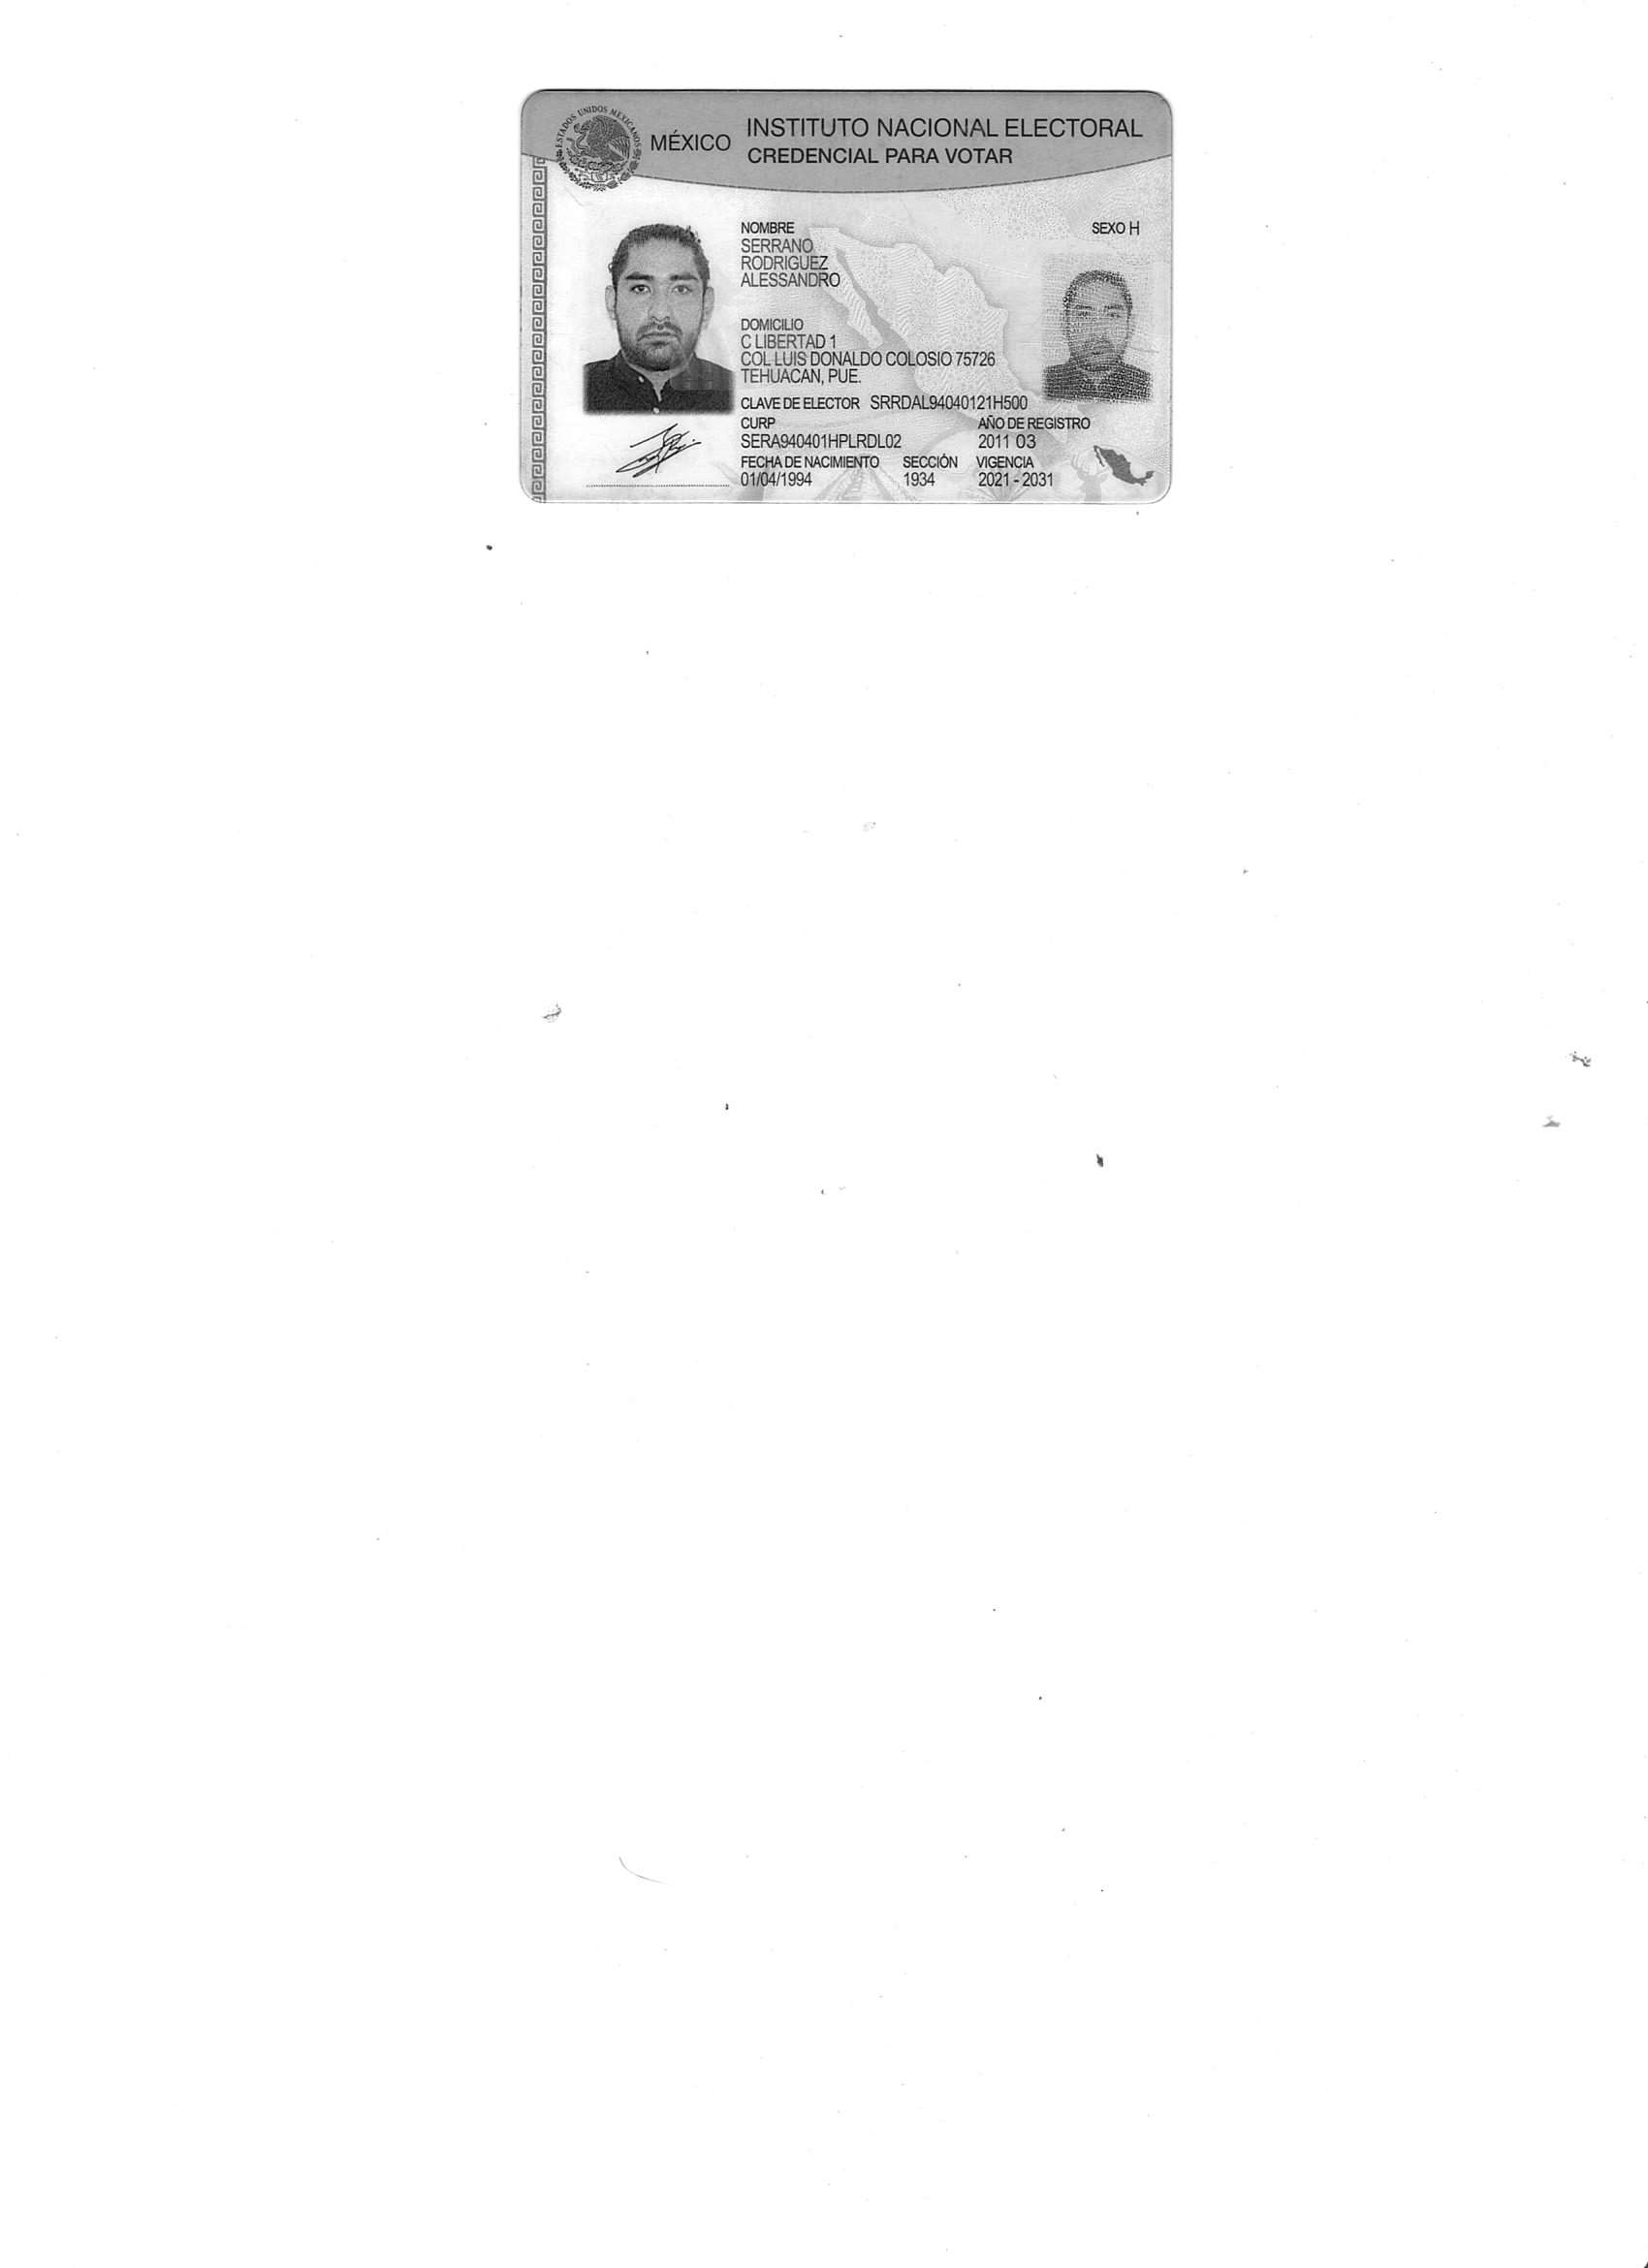 ESTADOS UNIDOS MEXICANOS
MÉXICO
INSTITUTO NACIONAL ELECTORAL
CREDENCIAL PARA VOTAR
NOMBRE
SERRANO
RODRIGUEZ
ALESSANDRO
SEXO H
DOMICILIO
C LIBERTAD 1
COL LUIS DONALDO COLOSIO 75726
TEHUACAN, PUE.
CLAVE DE ELECTOR SRRDAL94040121H500
CURP
SERA940401HPLRDL02
AÑO DE REGISTRO
2011 03
FECHA DE NACIMIENTO
01/04/1994
SECCIÓN
1934
VIGENCIA
2021 - 2031